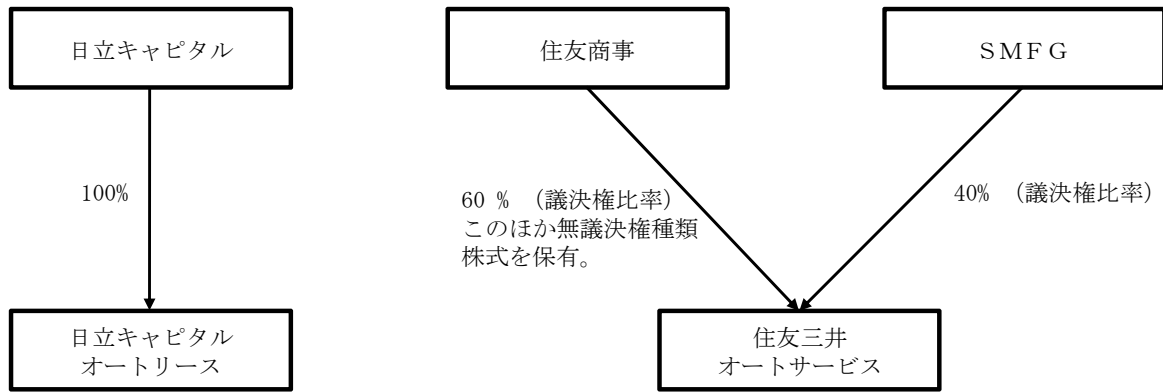 日立キャピタル
住友商事
ＳＭＦＧ
100%
60 % （議決権比率）
このほか無議決権種類
株式を保有。
40% （議決権比率）
日立キャピタル
オートリース
住友三井
オートサービス